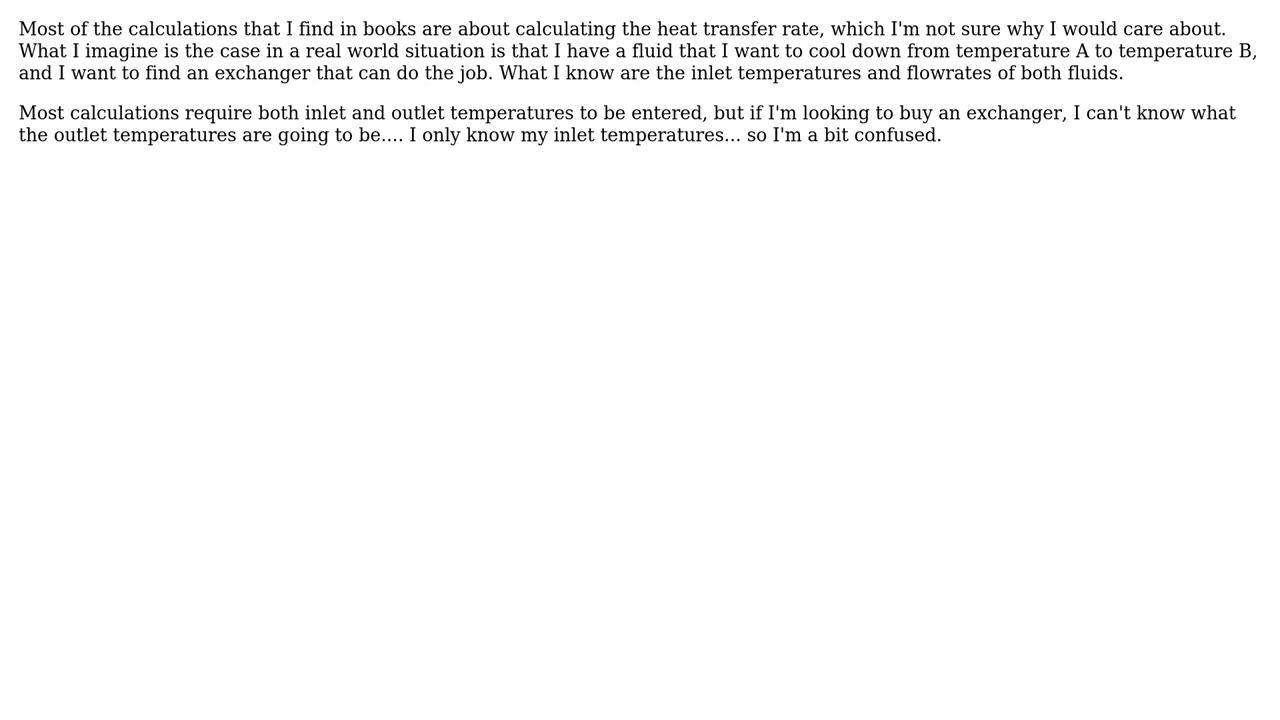 Most of the calculations that I find in books are about calculating the heat transfer rate, which I'm not sure why I would care about.
What I imagine is the case in a real world situation is that I have a fluid that I want to cool down from temperature A to temperature B,
and I want to find an exchanger that can do the job. What I know are the inlet temperatures and flowrates of both fluids.
Most calculations require both inlet and outlet temperatures to be entered, but if I'm looking to buy an exchanger, I can't know what
the outlet temperatures are going to be.... I only know my inlet temperatures... so I'm a bit confused.